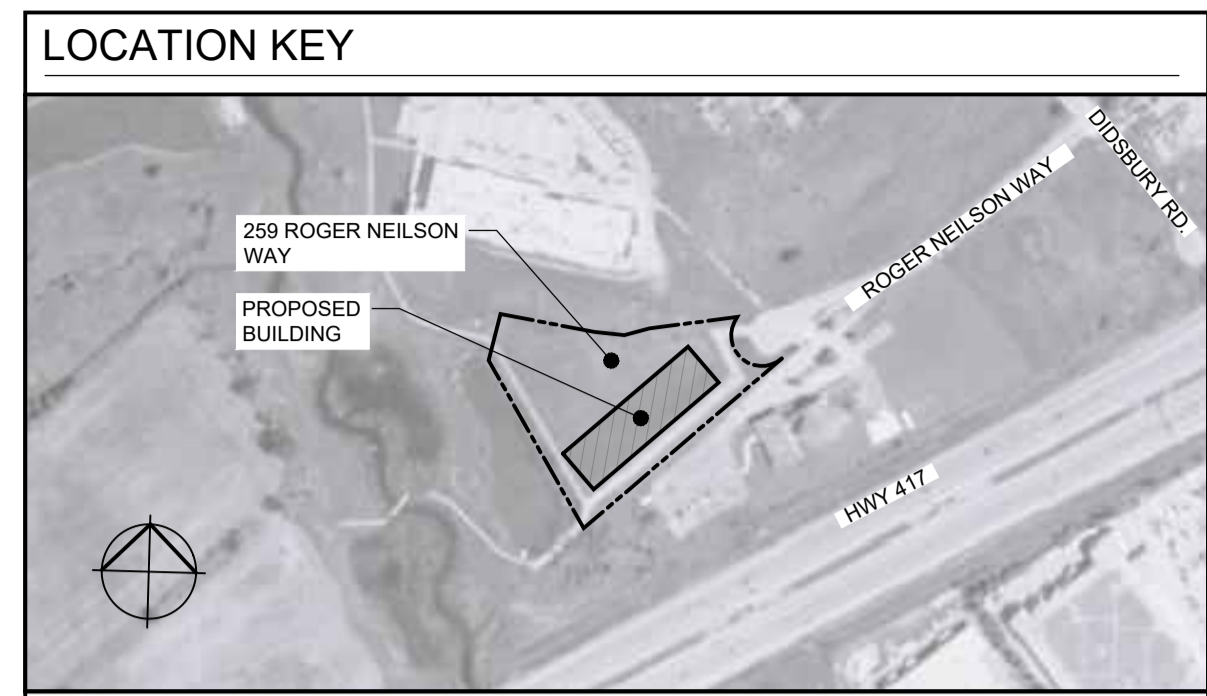 LOCATION KEY
DIDSBURY RD.
ROGER NEILSON WAY
259 ROGER NEILSON
WAY
PROPOSED
BUILDING
HWY 417